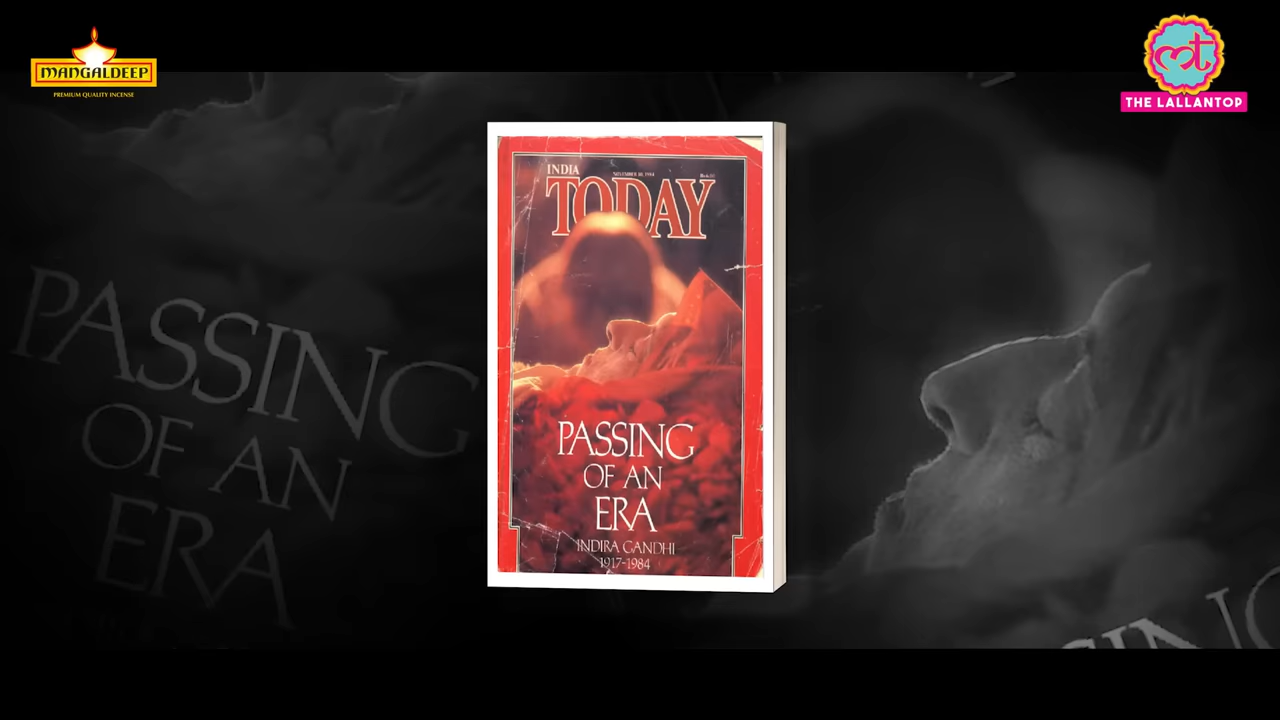 MANGALDEEP
PREMIUM QUALITY INCENSE
लt
THE LALLANTOP
INDIA
TODAY
PASSING
OF AN
ERA
INDIRA GANDHI
1917-1984
PASSING
OF AN
ERA